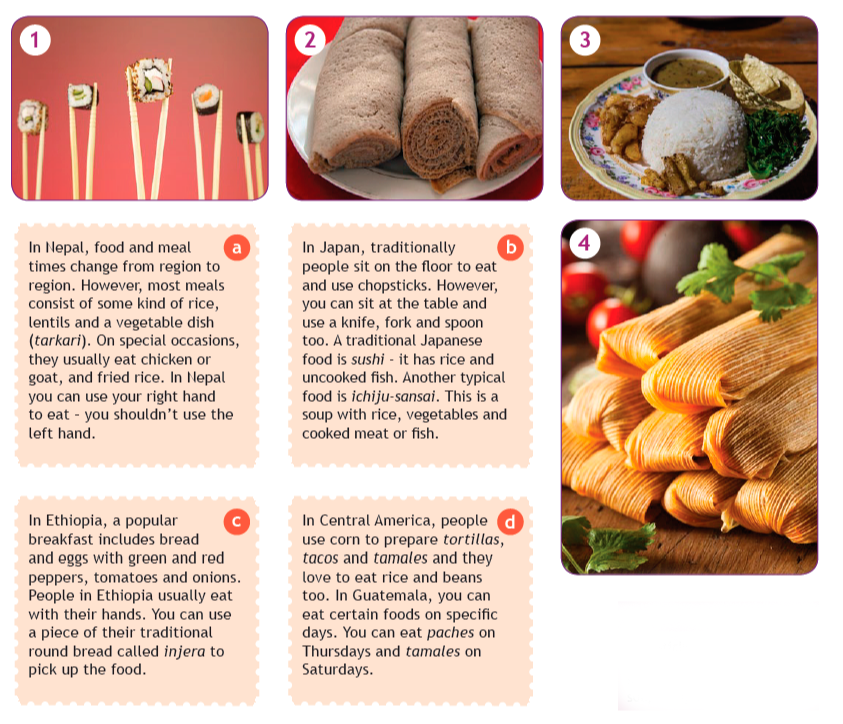 1
2
3
4
a
In Nepal, food and meal
times change from region to
region. However, most meals
consist of some kind of rice,
lentils and a vegetable dish
(tarkari). On special occasions,
they usually eat chicken or
goat, and fried rice. In Nepal
you can use your right hand
to eat - you shouldn't use the
left hand.
b
In Japan, traditionally
people sit on the floor to eat
and use chopsticks. However,
you can sit at the table and
use a knife, fork and spoon
too. A traditional Japanese
food is sushi - it has rice and
uncooked fish. Another typical
food is ichiju-sansai. This is a
soup with rice, vegetables and
cooked meat or fish.
c
In Ethiopia, a popular
breakfast includes bread
and eggs with green and red
peppers, tomatoes and onions.
People in Ethiopia usually eat
with their hands. You can use
a piece of their traditional
round bread called injera to
pick up the food.
d
In Central America, people
use corn to prepare tortillas,
tacos and tamales and they
love to eat rice and beans
too. In Guatemala, you can
eat certain foods on specific
days. You can eat paches on
Thursdays and tamales on
Saturdays.